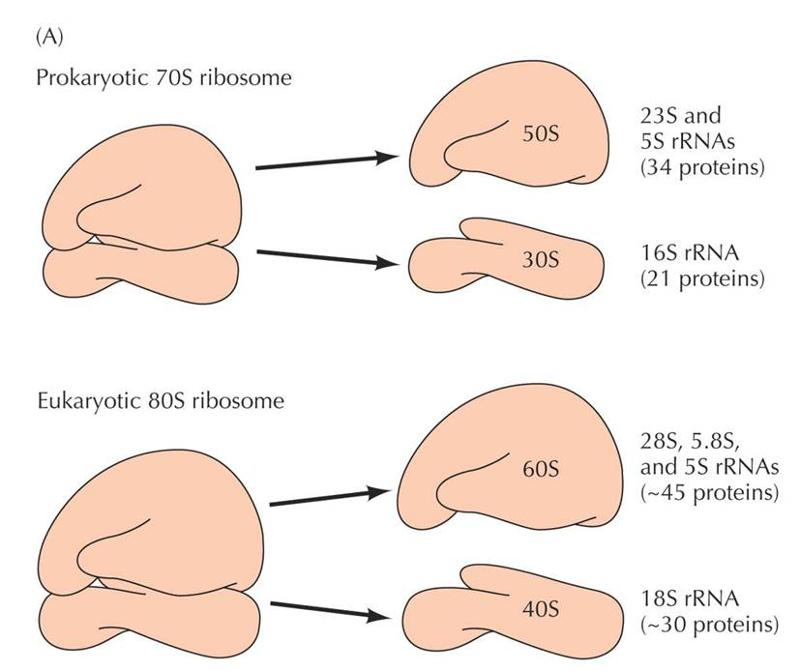 (A)
Prokaryotic 70S ribosome
50S
23S and
5S rRNAs
(34 proteins)
30S
16S rRNA
(21 proteins)
Eukaryotic 80S ribosome
60S
28S, 5.8S,
and 5S rRNAs
(~45 proteins)
40S
18S rRNA
(~30 proteins)